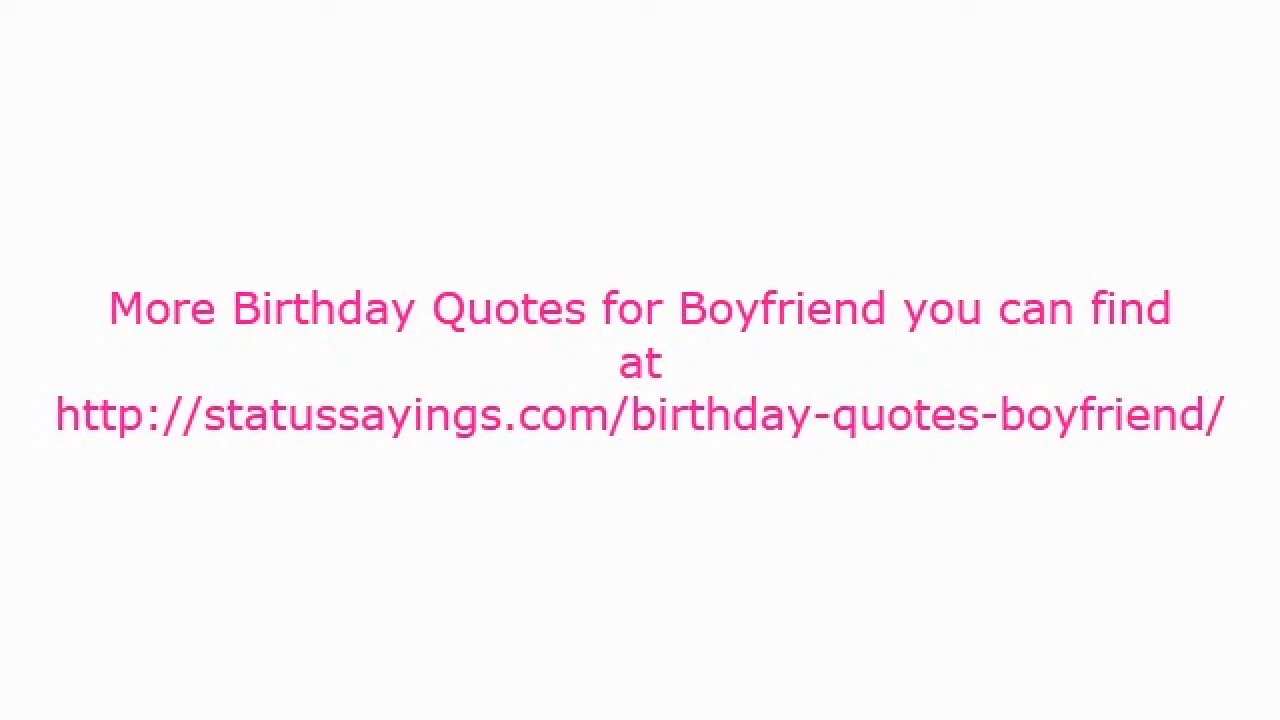 More Birthday Quotes for Boyfriend you can find
at
http://statussayings.com/birthday-quotes-boyfriend/